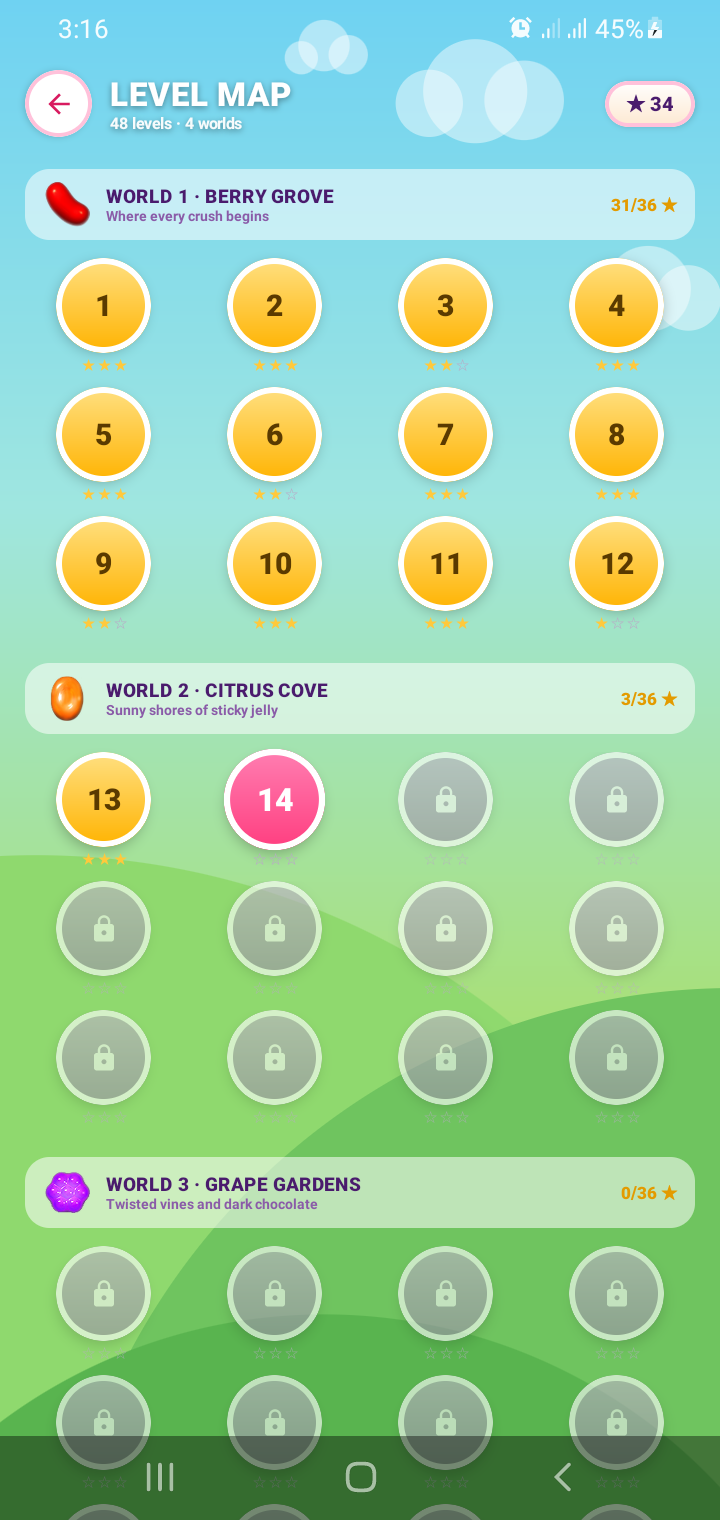 3:16
45%
LEVEL MAP
48 levels · 4 worlds
★ 34
WORLD 1 · BERRY GROVE
Where every crush begins
31/36 ★
1 2 3 4
★★★ ★★★ ★★☆ ★★★
5 6 7 8
★★★ ★★☆ ★★★ ★★★
9 10 11 12
★★☆ ★★★ ★★★ ★☆☆
WORLD 2 · CITRUS COVE
Sunny shores of sticky jelly
3/36 ★
13 14
★★★ ☆☆☆ ☆☆☆ ☆☆☆
WORLD 3 · GRAPE GARDENS
Twisted vines and dark chocolate
0/36 ★